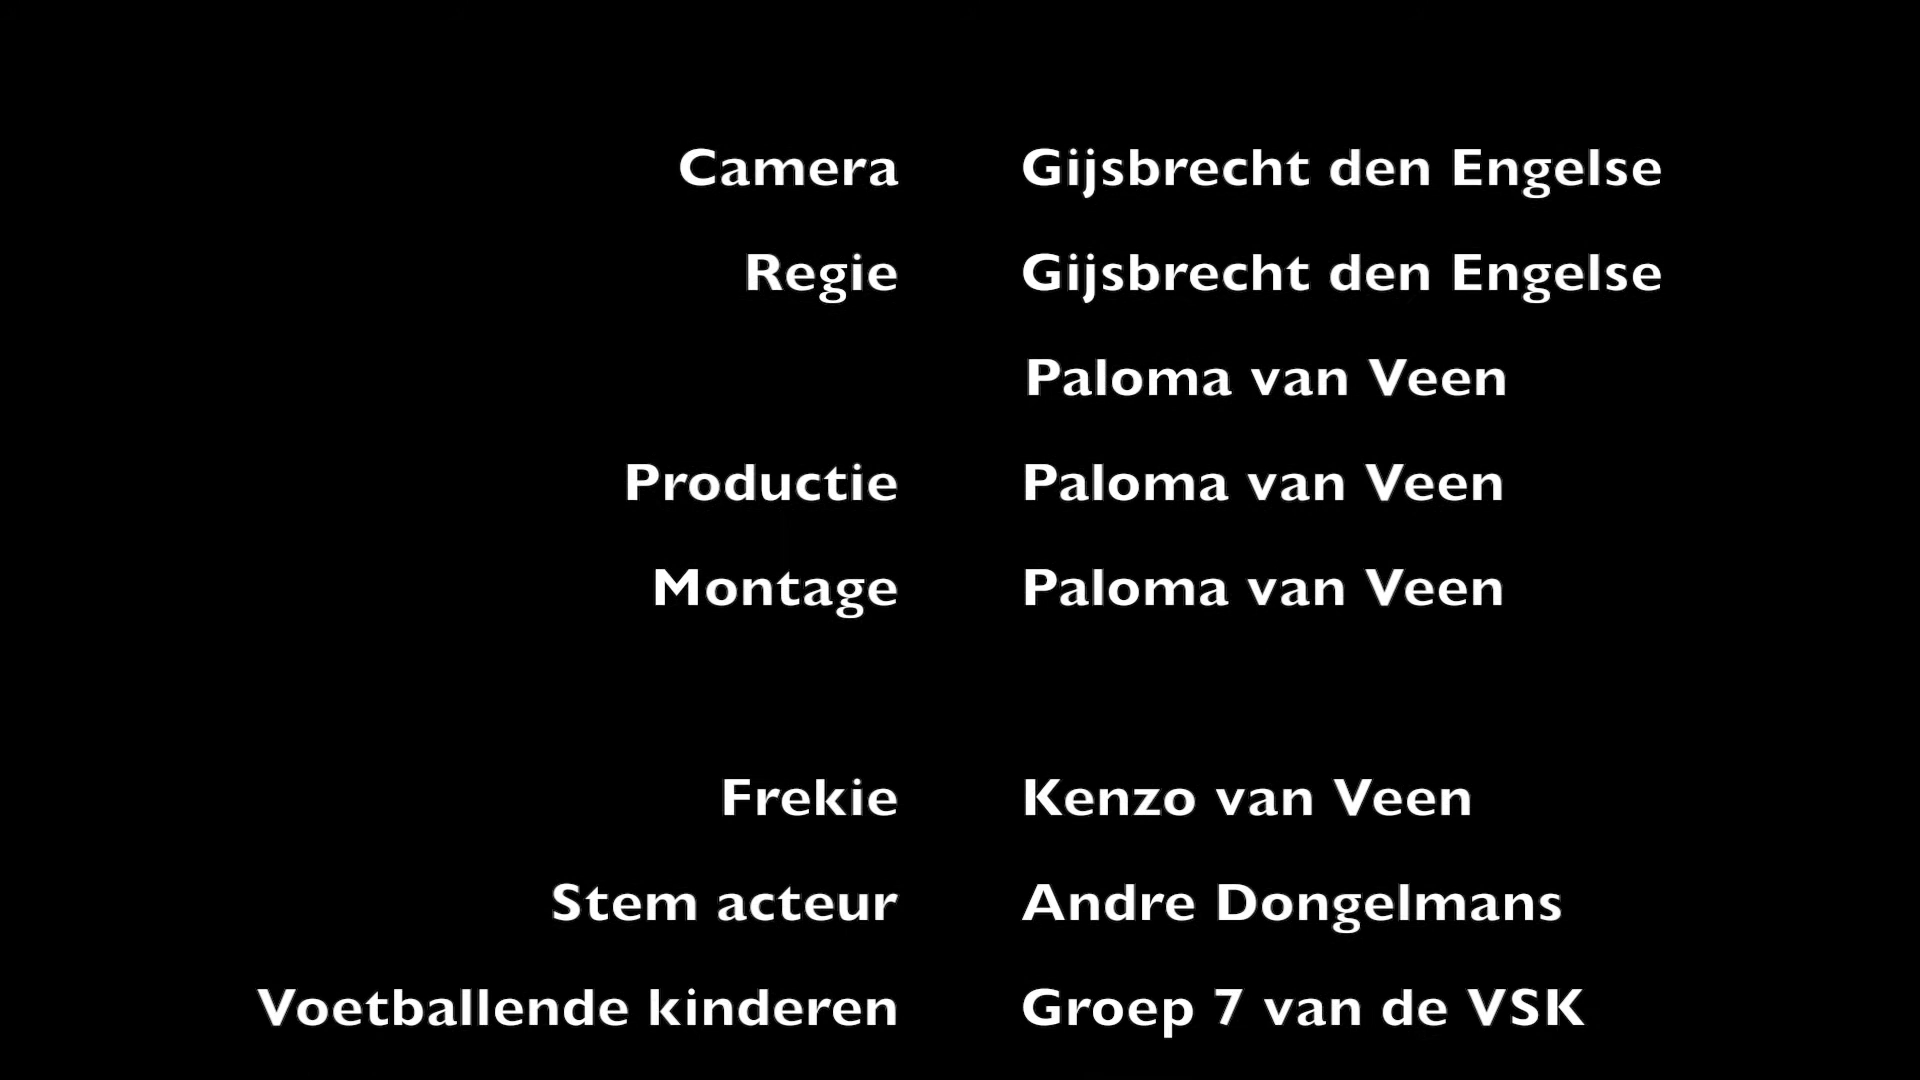 Camera Gijsbrecht den Engelse
Regie Gijsbrecht den Engelse
Paloma van Veen
Productie Paloma van Veen
Montage Paloma van Veen
Frekie Kenzo van Veen
Stem acteur Andre Dongelmans
Voetballende kinderen Groep 7 van de VSK